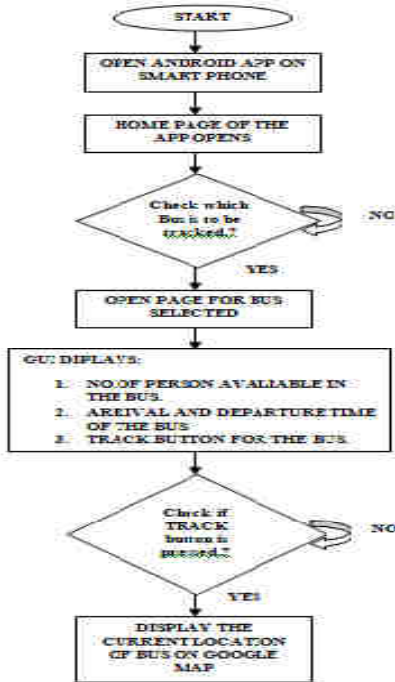 START
OPEN ANDROID APP ON
SMART PHONE
HOME PAGE OF THE
APP OPENS
Check which
Bus is to be
tracked.?
NO
YES
OPEN PAGE FOR BUS
SELECTED
GUI DIPLAYS:
1. NO.OF PERSON AVALIABLE IN
THE BUS.
2. ARRIVAL AND DEPARTURE TIME
OF THE BUS
3. TRACK BUTTON FOR THE BUS.
Check if
TRACK
button is
pressed.?
NO
YES
DISPLAY THE
CURRENT LOCATION
OF BUS ON GOOGLE
MAP